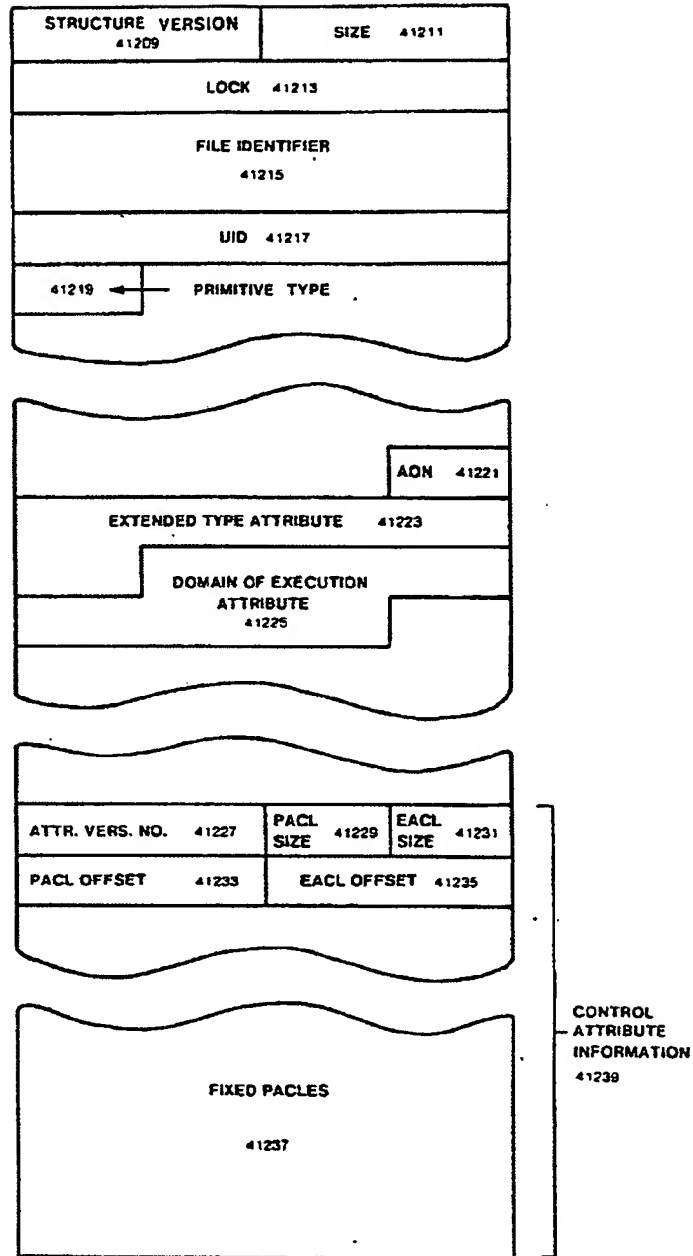 STRUCTURE VERSION
41209
SIZE 41211
LOCK 41213
FILE IDENTIFIER
41215
UID 41217
41219 PRIMITIVE TYPE
AON 41221
EXTENDED TYPE ATTRIBUTE 41223
DOMAIN OF EXECUTION
ATTRIBUTE
41225
ATTR. VERS. NO. 41227
PACL
SIZE 41229
EACL
SIZE 41231
PACL OFFSET 41233
EACL OFFSET 41235
FIXED PACLES
41237
CONTROL
ATTRIBUTE
INFORMATION
41239